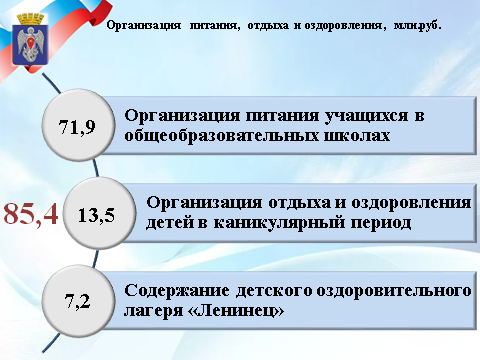 Организация питания, отдыха и оздоровления, млн.руб.
71,9
Организация питания учащихся в
общеобразовательных школах
85,4
13,5
Организация отдыха и оздоровления
детей в каникулярный период
7,2
Содержание детского оздоровительного
лагеря «Ленинец»